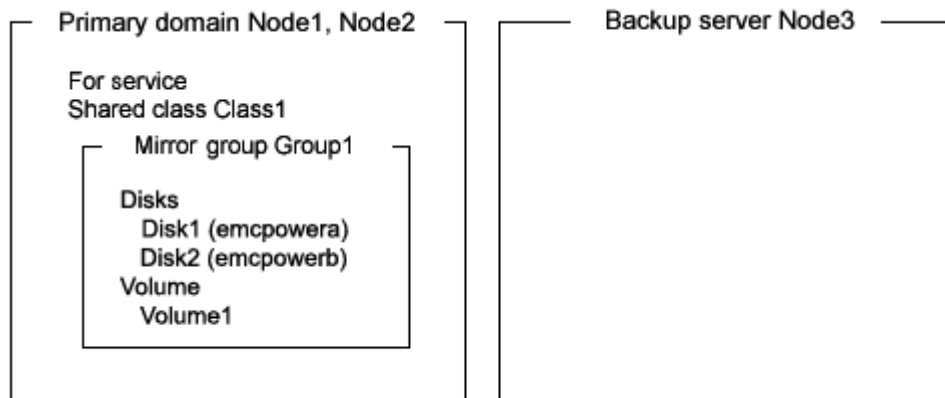 Primary domain Node1, Node2
For service
Shared class Class1
Mirror group Group1
Disks
Disk1 (emcpowera)
Disk2 (emcpowerb)
Volume
Volume1
Backup server Node3